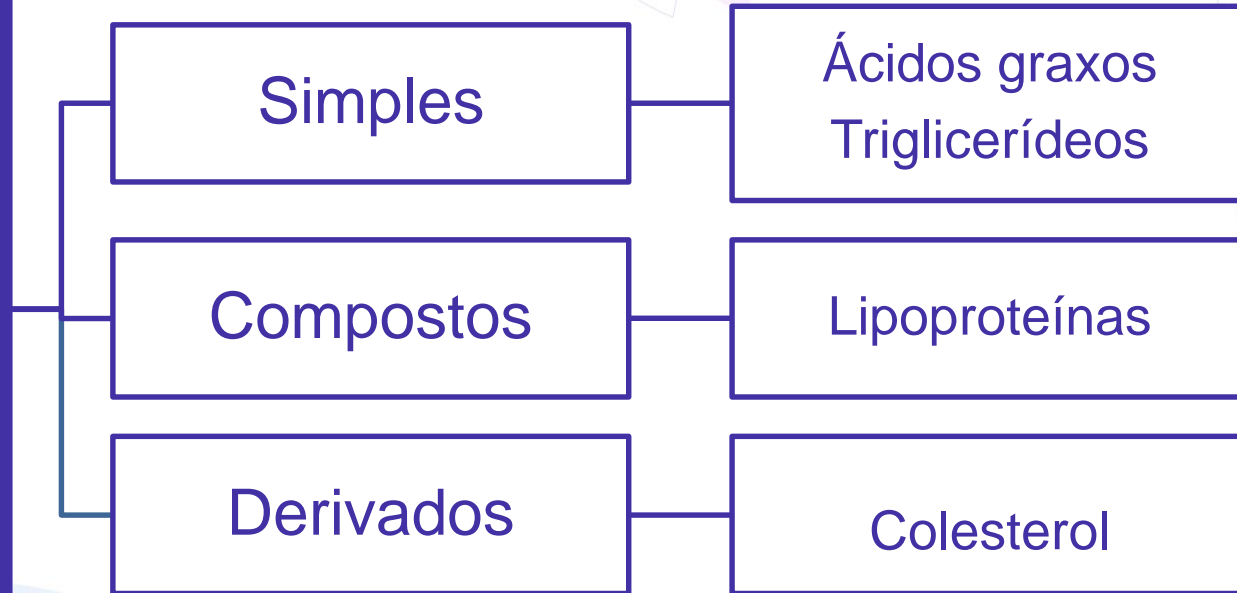 Simples
Ácidos graxos
Triglicerídeos
Compostos
Lipoproteínas
Derivados
Colesterol